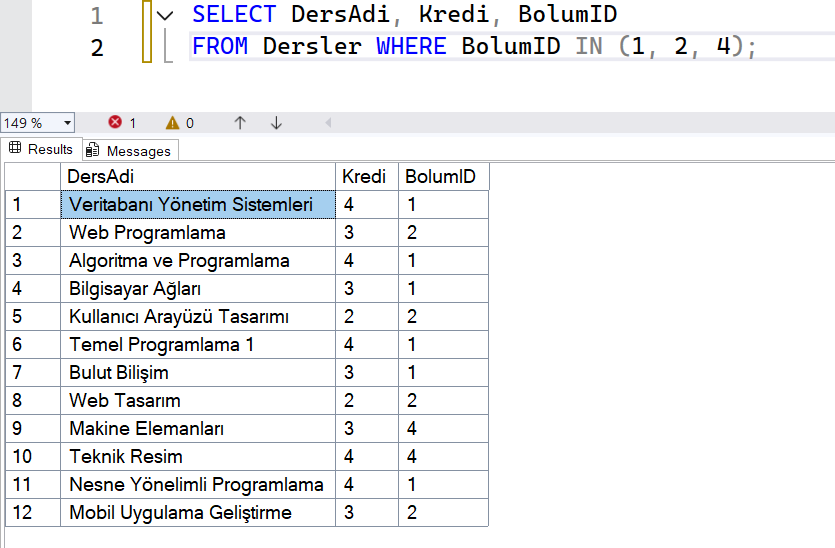 1 SELECT DersAdi, Kredi, BolumID
2 FROM Dersler WHERE BolumID IN (1, 2, 4);
149 % 1 0
Results Messages
DersAdi Kredi BolumID
1 Veritabanı Yönetim Sistemleri 4 1
2 Web Programlama 3 2
3 Algoritma ve Programlama 4 1
4 Bilgisayar Ağları 3 1
5 Kullanıcı Arayüzü Tasarımı 2 2
6 Temel Programlama 1 4 1
7 Bulut Bilişim 3 1
8 Web Tasarım 2 2
9 Makine Elemanları 3 4
10 Teknik Resim 4 4
11 Nesne Yönelimli Programlama 4 1
12 Mobil Uygulama Geliştirme 3 2